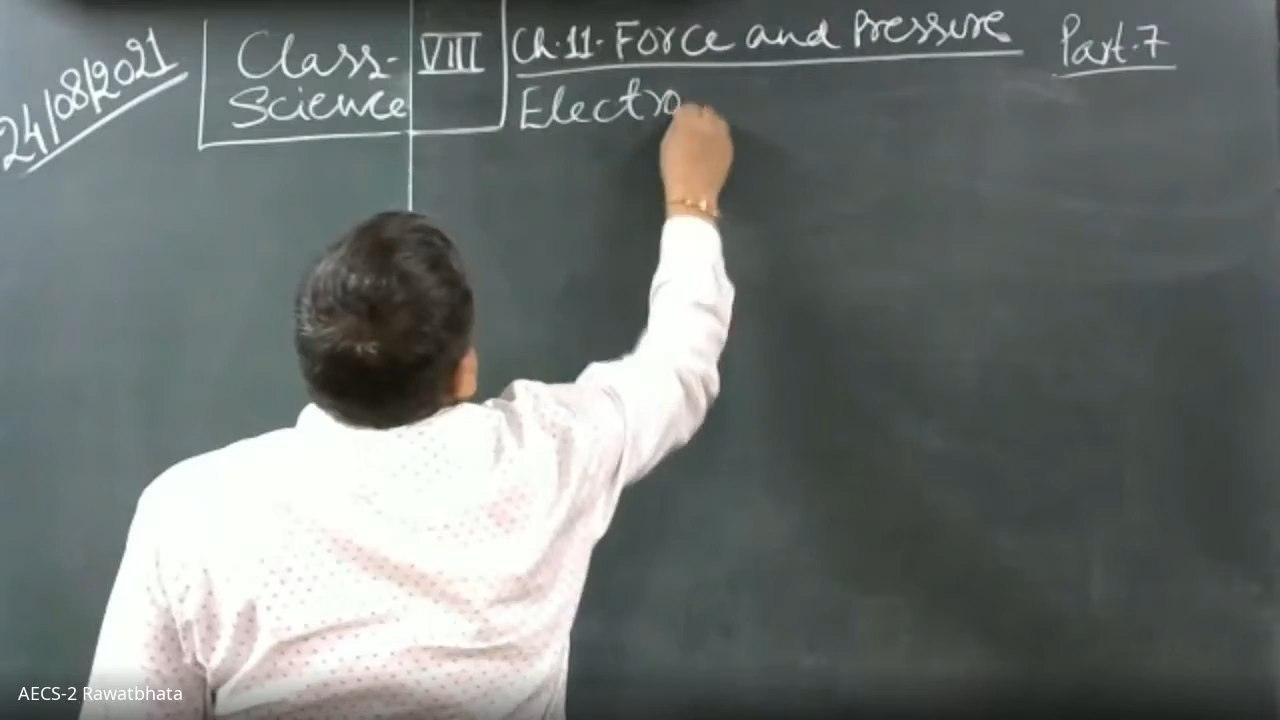 24/08/2021
Class- VIII
Science
Ch.11. Force and Pressure
Part.7
Electro
AECS-2 Rawatbhata